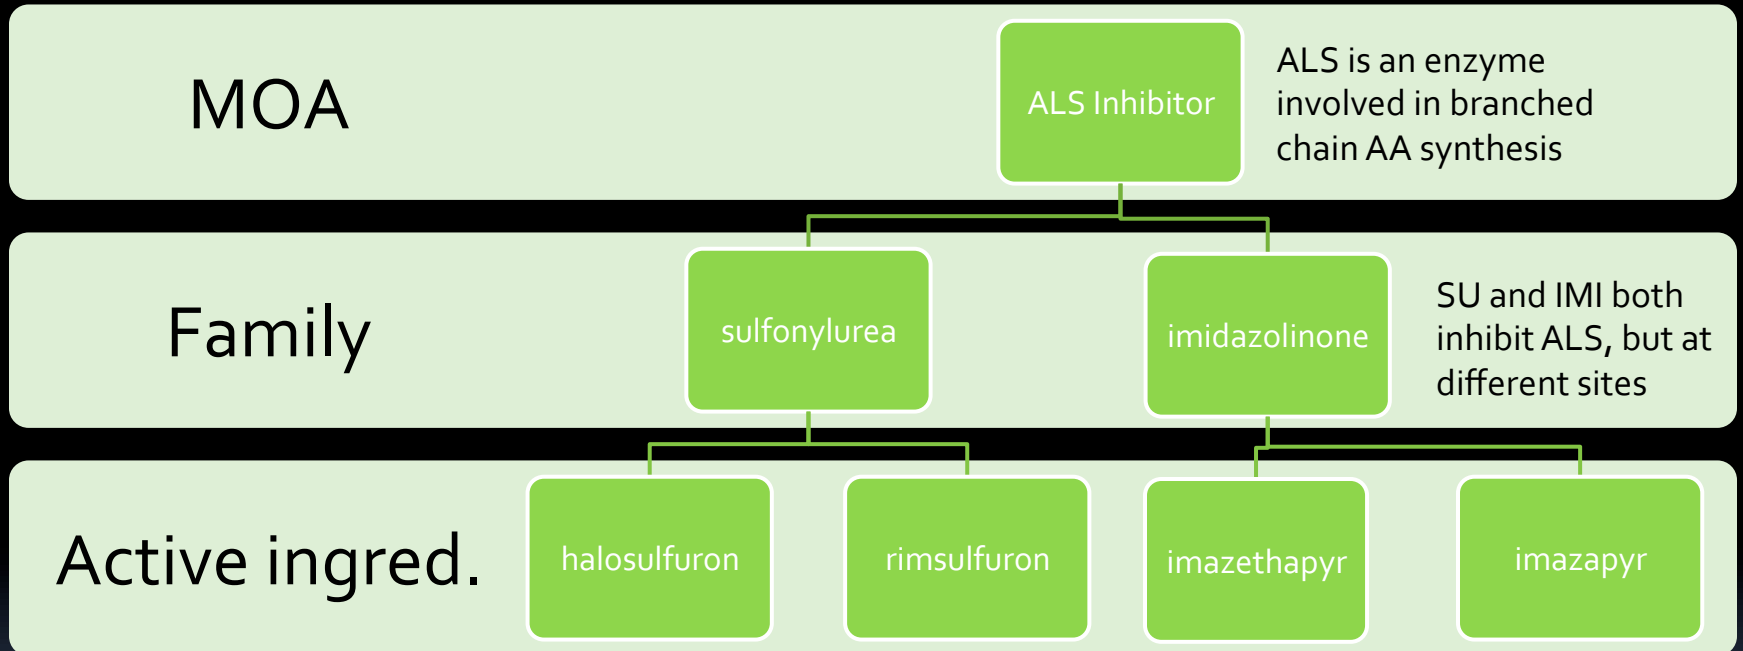 MOA
ALS Inhibitor
ALS is an enzyme
involved in branched
chain AA synthesis
Family
sulfonylurea
imidazolinone
SU and IMI both
inhibit ALS, but at
different sites
Active ingred.
halosulfuron
rimsulfuron
imazethapyr
imazapyr